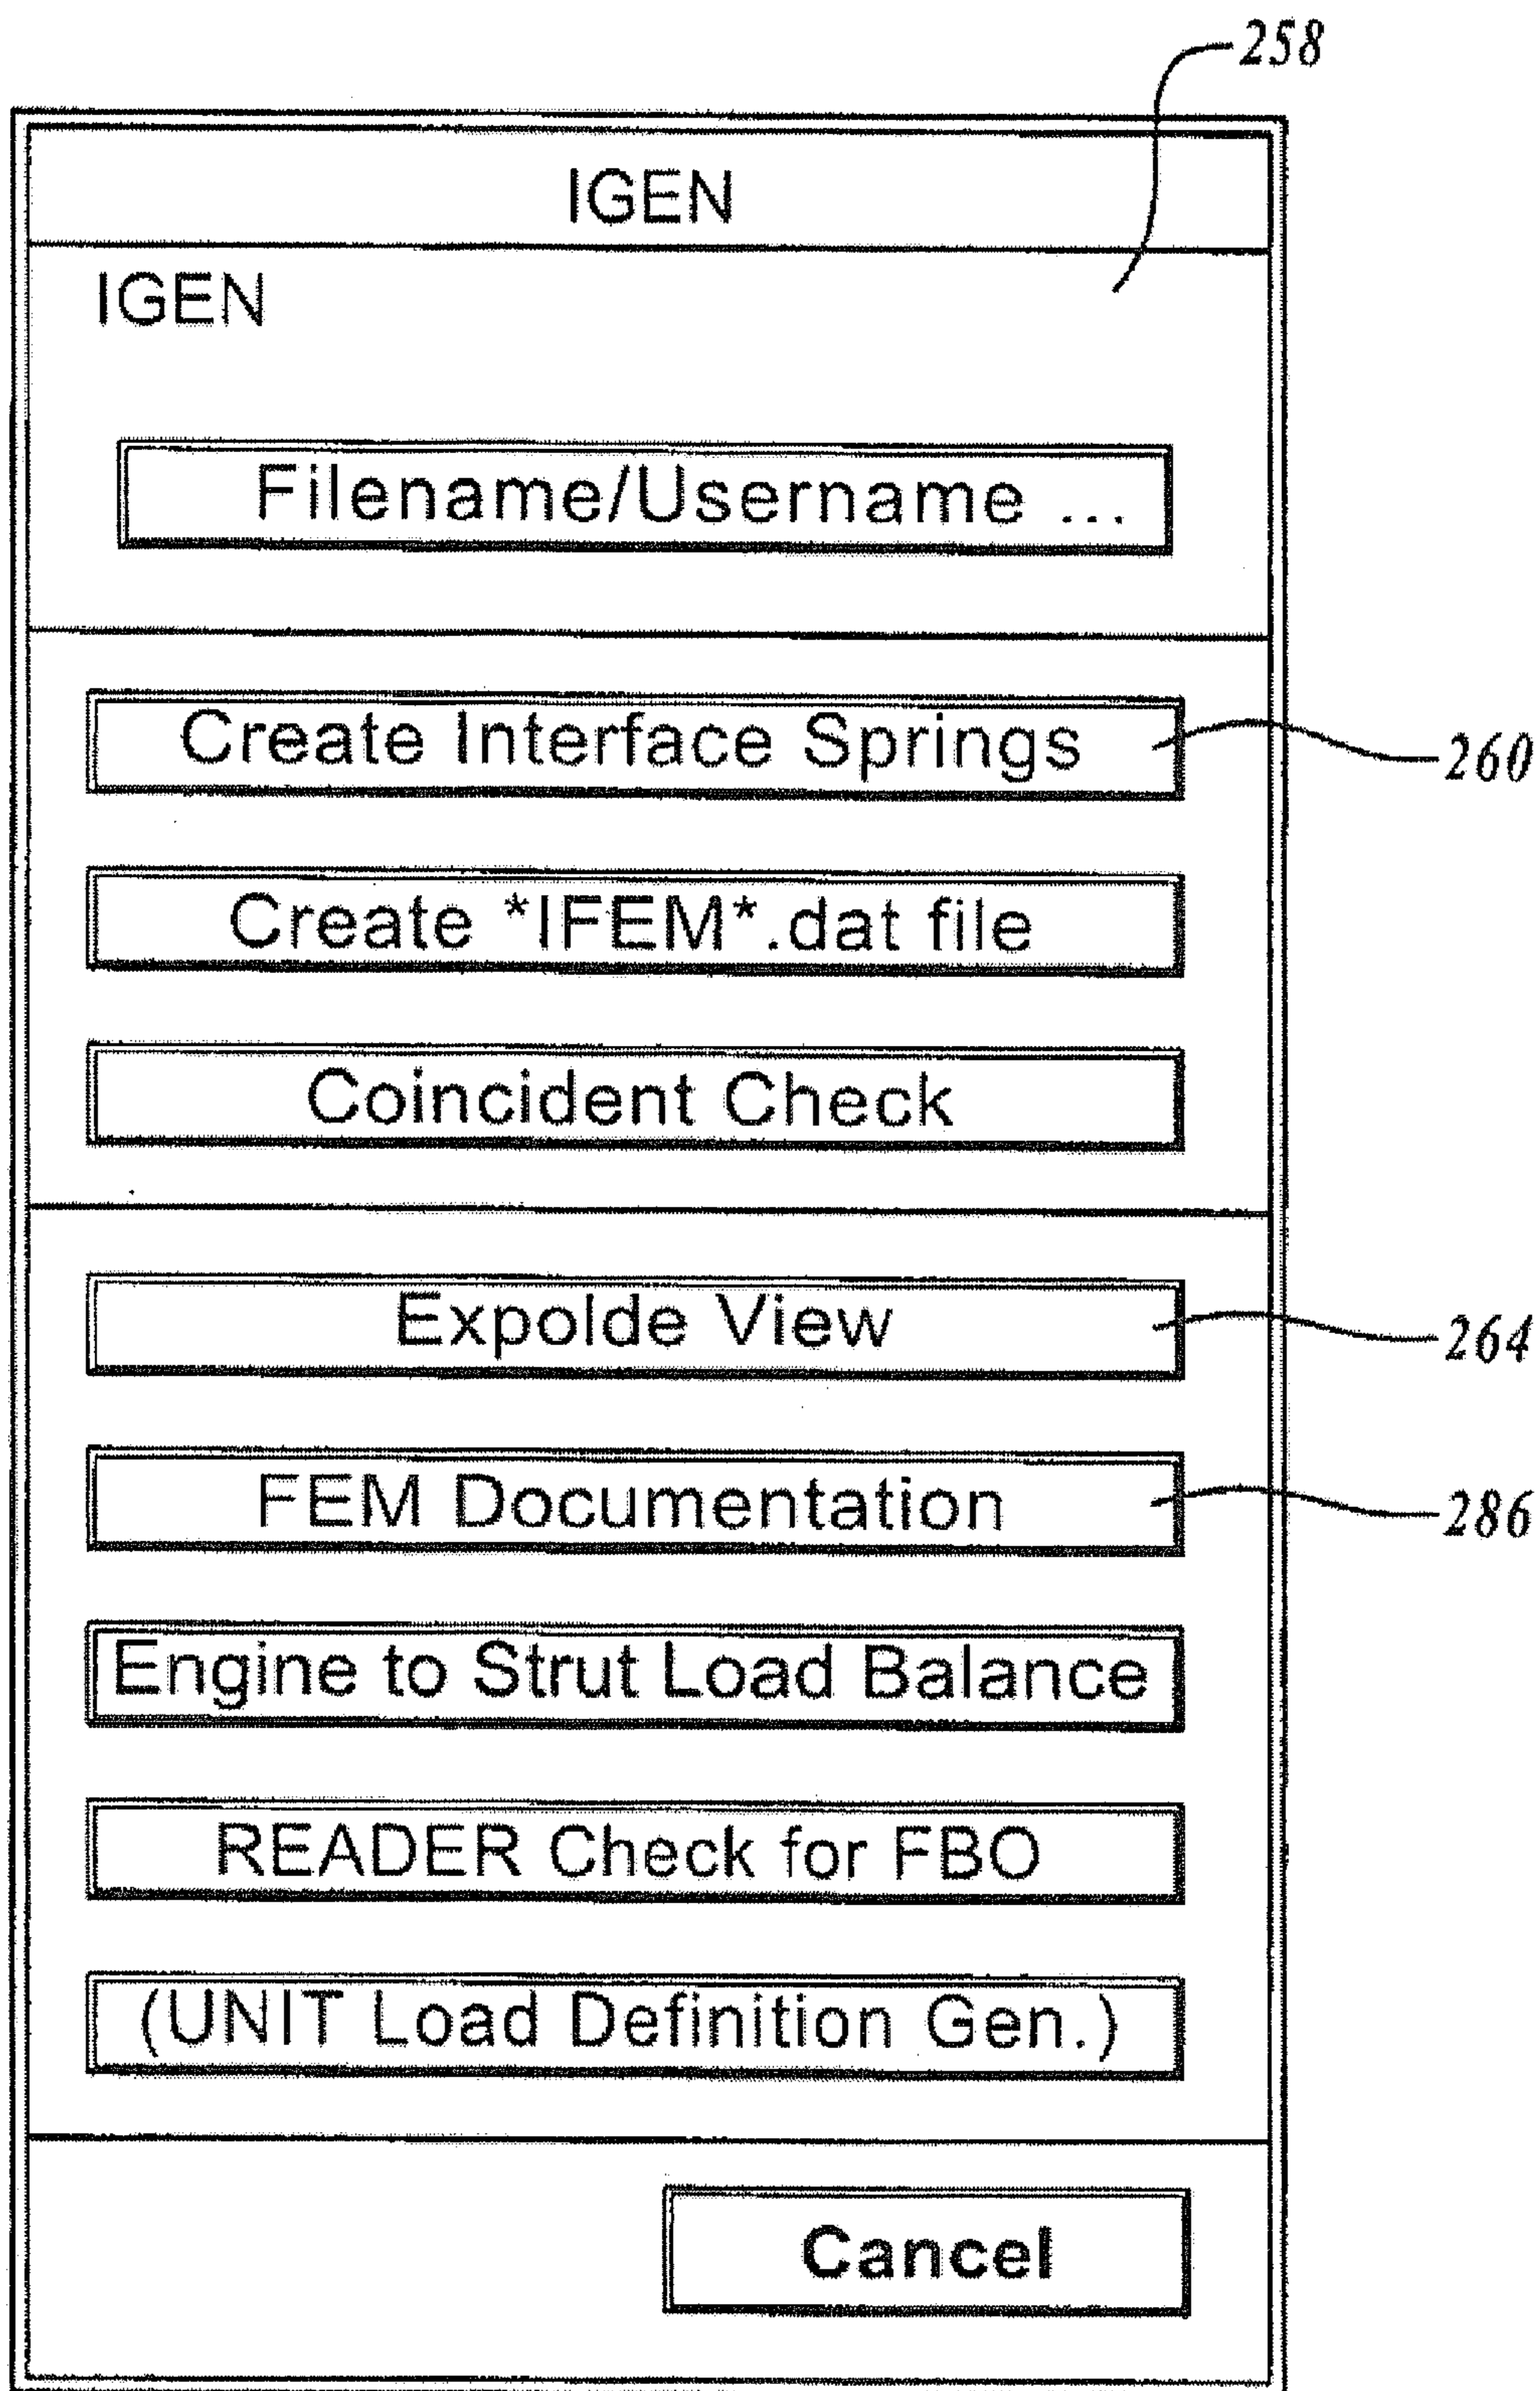 258
IGEN
IGEN
Filename/Username ...
Create Interface Springs
260
Create *IFEM*.dat file
Coincident Check
Expolde View
264
FEM Documentation
286
Engine to Strut Load Balance
READER Check for FBO
(UNIT Load Definition Gen.)
Cancel